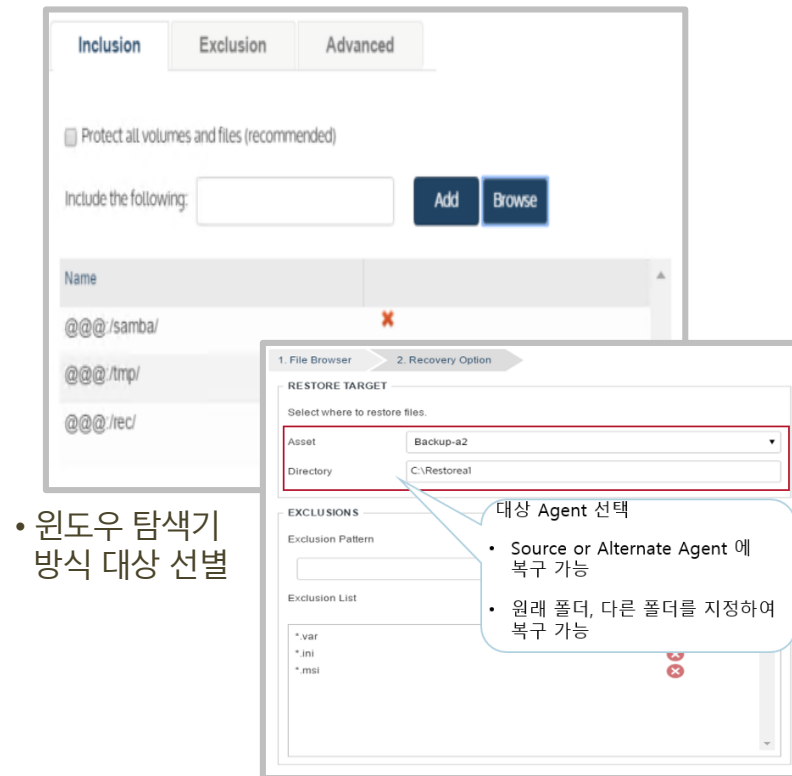 Inclusion Exclusion Advanced
Protect all volumes and files (recommended)
Include the following: Add Browse
Name
@@@:/samba/
@@@:/tmp/
@@@:/rec/
• 윈도우 탐색기
방식 대상 선별
1. File Browser 2. Recovery Option
RESTORE TARGET
Select where to restore files.
Asset Backup-a2
Directory C:\Restorea1
EXCLUSIONS
Exclusion Pattern
Exclusion List
*.var
*.ini
*.msi
대상 Agent 선택
• Source or Alternate Agent 에
복구 가능
• 원래 폴더, 다른 폴더를 지정하여
복구 가능